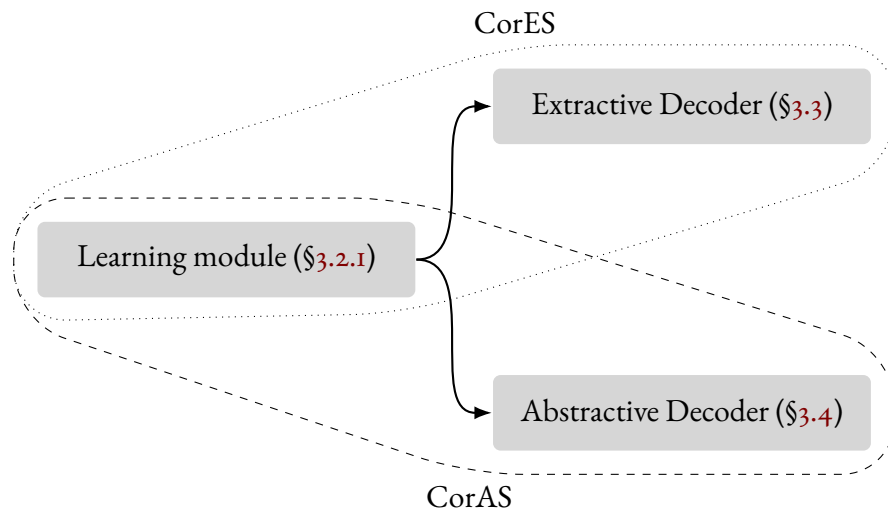 CorES
Extractive Decoder (§3.3)
Learning module (§3.2.1)
Abstractive Decoder (§3.4)
CorAS